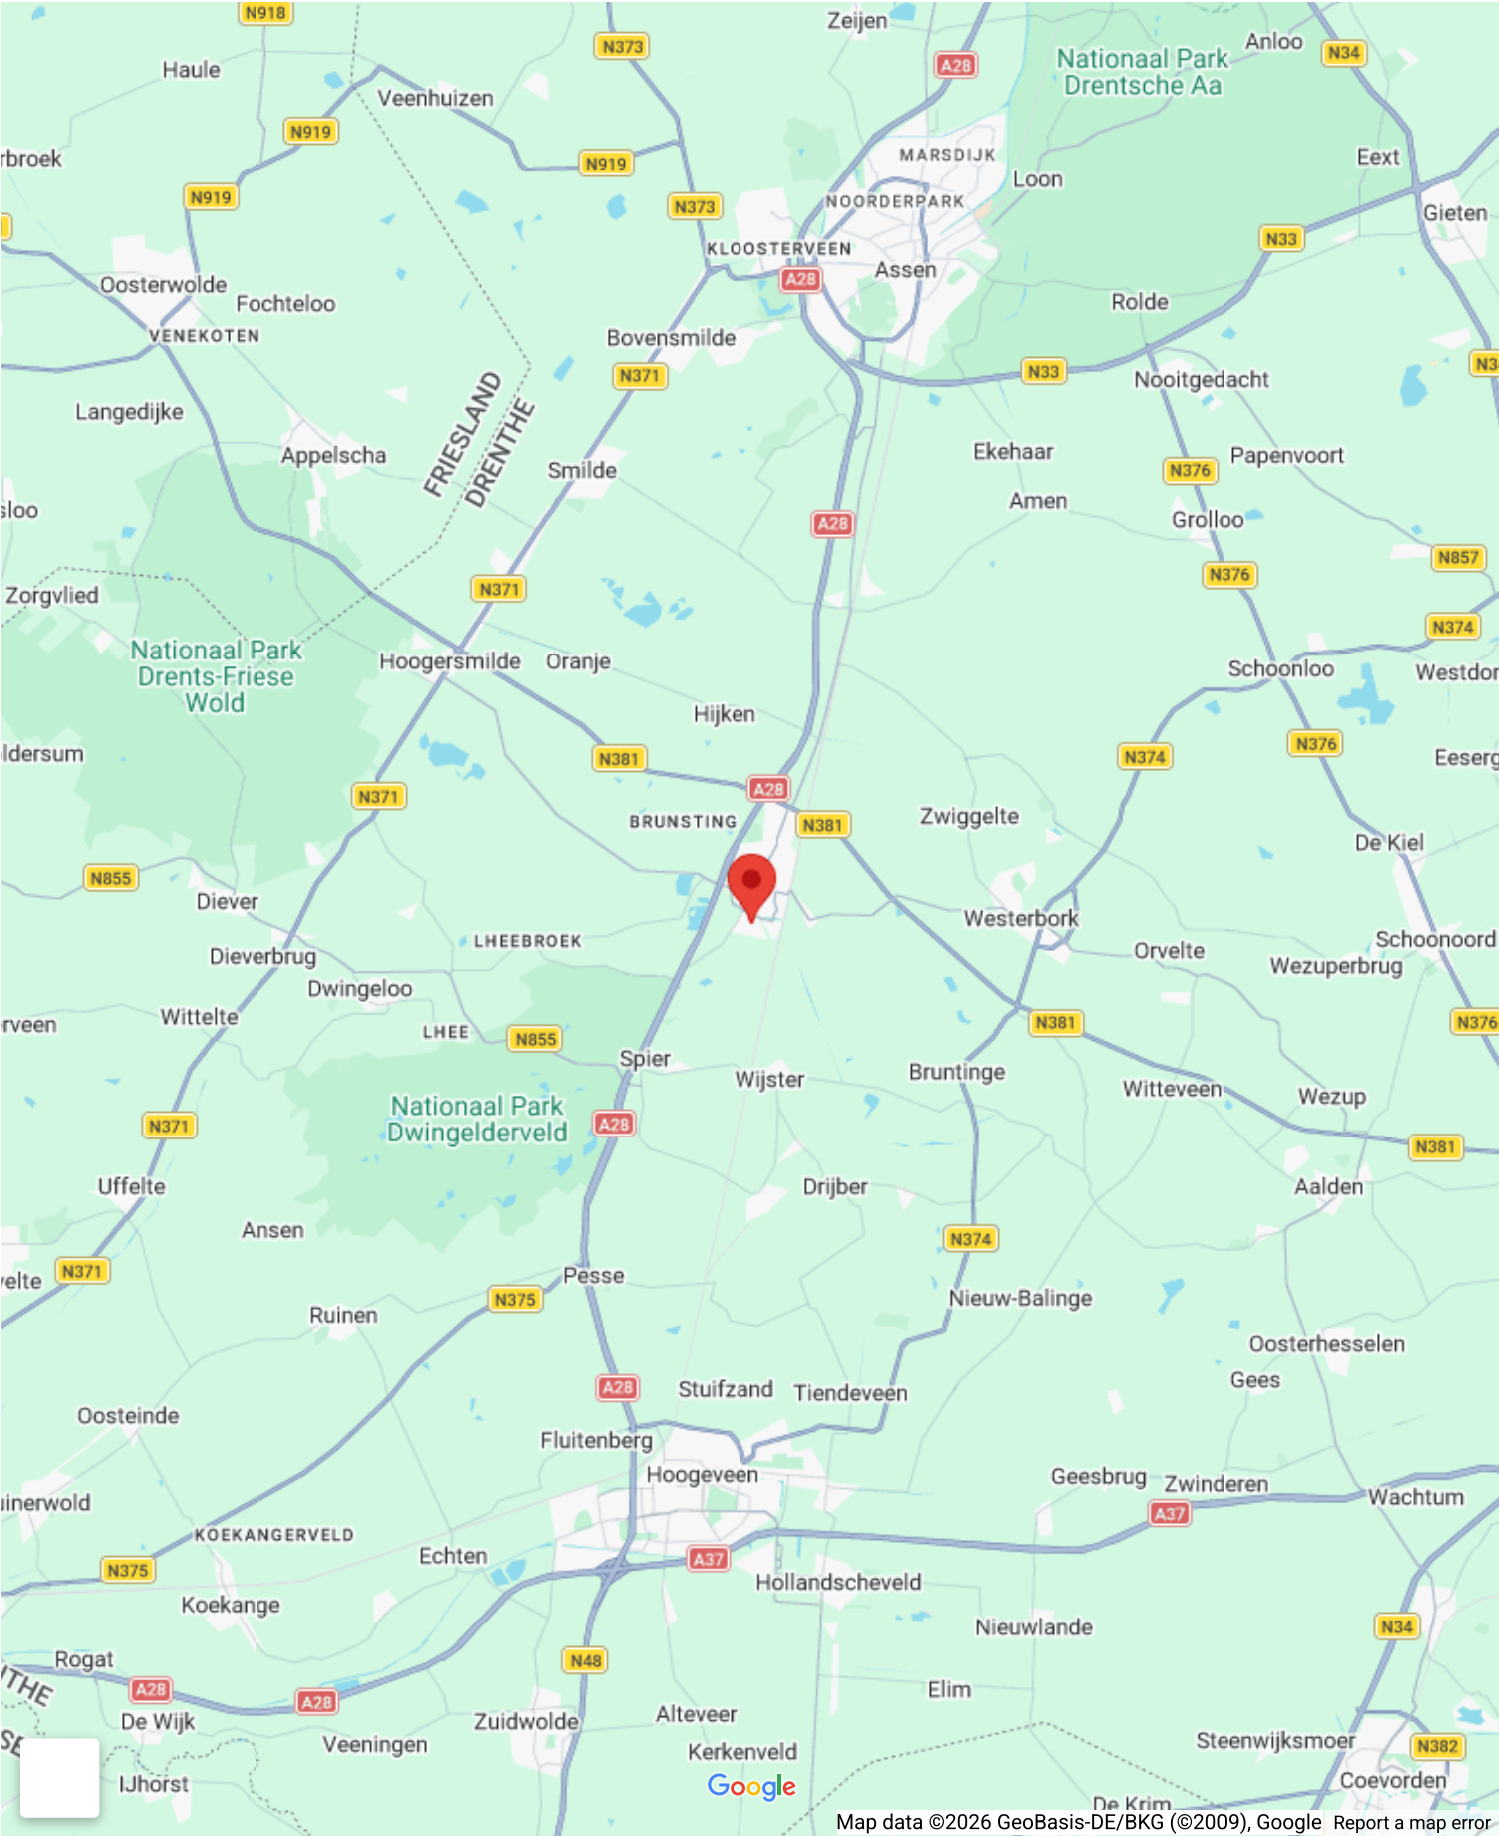 N918
Zeijen
Anloo
N34
N373
Nationaal Park
Drentsche Aa
A28
Haule
Veenhuizen
N919
MARSDIJK
Eext
rbroek
N919
Loon
N919
N373
NOORDERPARK
Gieten
N33
KLOOSTERVEEN
Assen
A28
Oosterwolde
Fochteloo
Rolde
VENEKOTEN
Bovensmilde
N371
N33
Nooitgedacht
Langedijke
FRIESLAND
DRENTHE
Appelscha
Smilde
Ekehaar
N376
Papenvoort
Amen
sloo
A28
Grolloo
N857
N371
N376
Zorgvlied
N374
Nationaal Park
Drents-Friese
Wold
Hoogersmilde
Oranje
Schoonloo
Westdor
Hijken
ldersum
N381
N374
N376
Eeserg
A28
N371
BRUNSTING
N381
Zwiggelte
De Kiel
N855
Diever
Westerbork
LHEEBROEK
Schoonoord
Dieverbrug
Orvelte
Wezuperbrug
Dwingeloo
Wittelte
rveen
LHEE
N855
N381
N376
Spier
Wijster
Bruntinge
Witteveen
Wezup
Nationaal Park
Dwingelderveld
A28
N371
N381
Uffelte
Drijber
Aalden
Ansen
N374
N371
Pesse
velte
N375
Nieuw-Balinge
Ruinen
Oosterhesselen
Gees
A28
Stuifzand
Tiendeveen
Oosteinde
Fluitenberg
Hoogeveen
Geesbrug
Zwinderen
Wachtum
uinerwold
A37
KOEKANGERVELD
Echten
A37
N375
Hollandscheveld
Koekange
Nieuwlande
N34
Rogat
N48
A28
A28
Elim
De Wijk
Zuidwolde
Alteveer
Veeningen
Kerkenveld
Steenwijksmoer
N382
IJhorst
Google
Coevorden
De Krim
Map data ©2026 GeoBasis-DE/BKG (©2009), Google
Report a map error